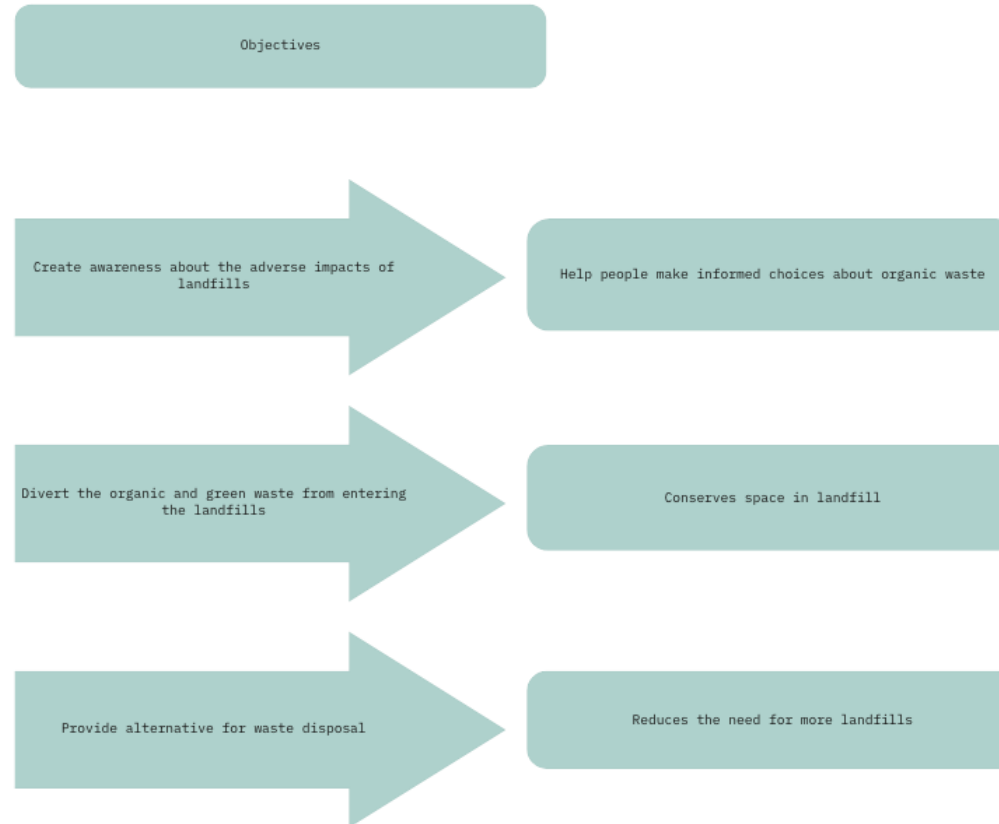 Objectives
Create awareness about the adverse impacts of
landfills
Help people make informed choices about organic waste
Divert the organic and green waste from entering
the landfills
Conserves space in landfill
Provide alternative for waste disposal
Reduces the need for more landfills